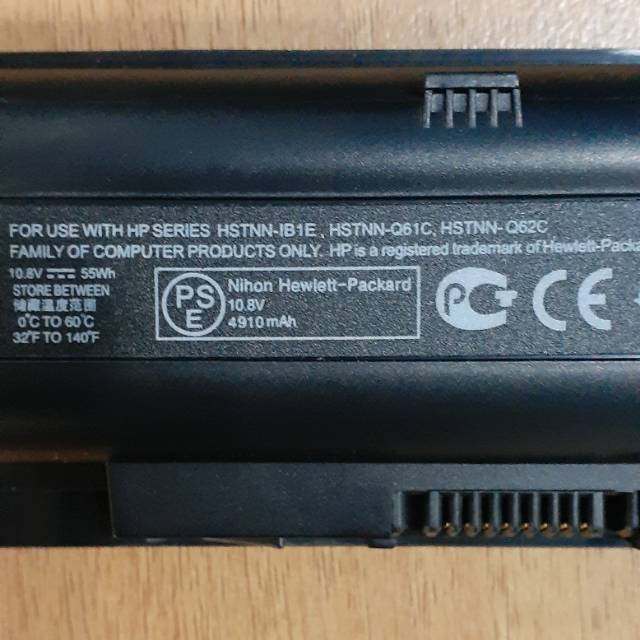 FOR USE WITH HP SERIES HSTNN-IB1E , HSTNN-Q61C, HSTNN- Q62C
FAMILY OF COMPUTER PRODUCTS ONLY. HP is a registered trademark of Hewlett-Packa
10.8V 55Wh
STORE BETWEEN
儲藏溫度范围
0°C TO 60°C
32°F TO 140°F
PS
E
Nihon Hewlett-Packard
10.8V
4910mAh
PCT
CE